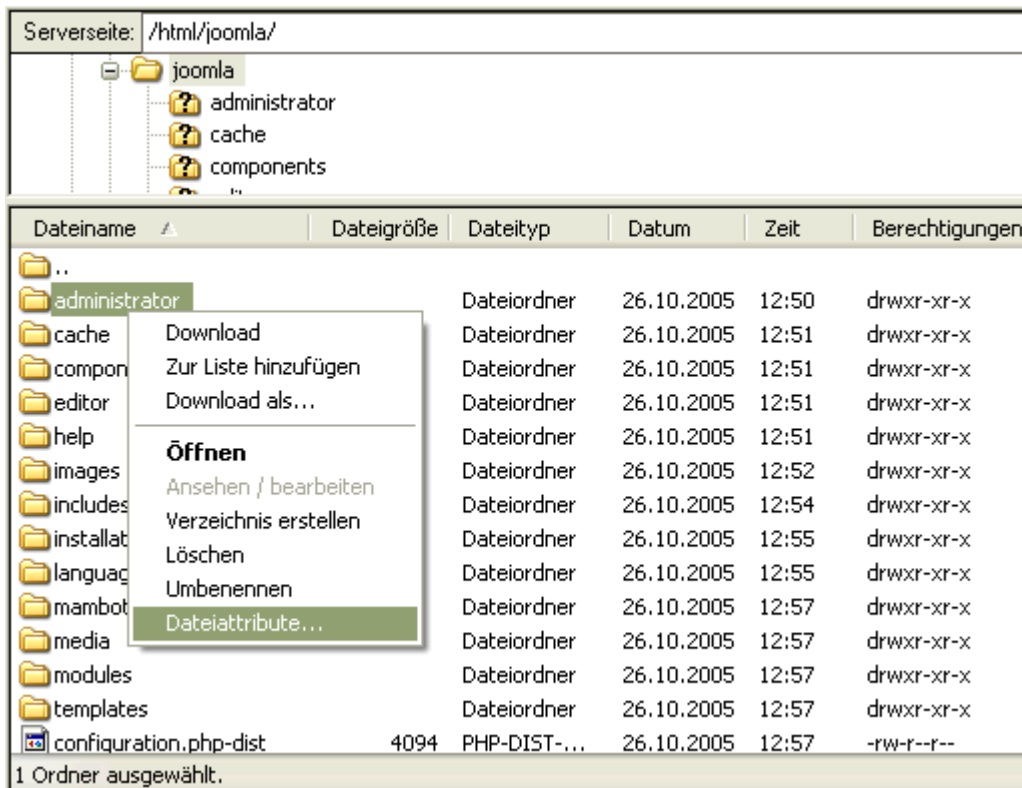 Serverseite: /html/joomla/
joomla
administrator
cache
components
Dateiname Dateigröße Dateityp Datum Zeit Berechtigungen
..
administrator Dateiordner 26.10.2005 12:50 drwxr-xr-x
cache Download Dateiordner 26.10.2005 12:51 drwxr-xr-x
compon Zur Liste hinzufügen Dateiordner 26.10.2005 12:51 drwxr-xr-x
editor Download als... Dateiordner 26.10.2005 12:51 drwxr-xr-x
help Öffnen Dateiordner 26.10.2005 12:51 drwxr-xr-x
images Ansehen / bearbeiten Dateiordner 26.10.2005 12:52 drwxr-xr-x
includes Verzeichnis erstellen Dateiordner 26.10.2005 12:54 drwxr-xr-x
installat Löschen Dateiordner 26.10.2005 12:55 drwxr-xr-x
languag Umbenennen Dateiordner 26.10.2005 12:55 drwxr-xr-x
mambot Dateiattribute... Dateiordner 26.10.2005 12:57 drwxr-xr-x
media Dateiordner 26.10.2005 12:57 drwxr-xr-x
modules Dateiordner 26.10.2005 12:57 drwxr-xr-x
templates Dateiordner 26.10.2005 12:57 drwxr-xr-x
configuration.php-dist 4094 PHP-DIST-... 26.10.2005 12:57 -rw-r--r--
1 Ordner ausgewählt.